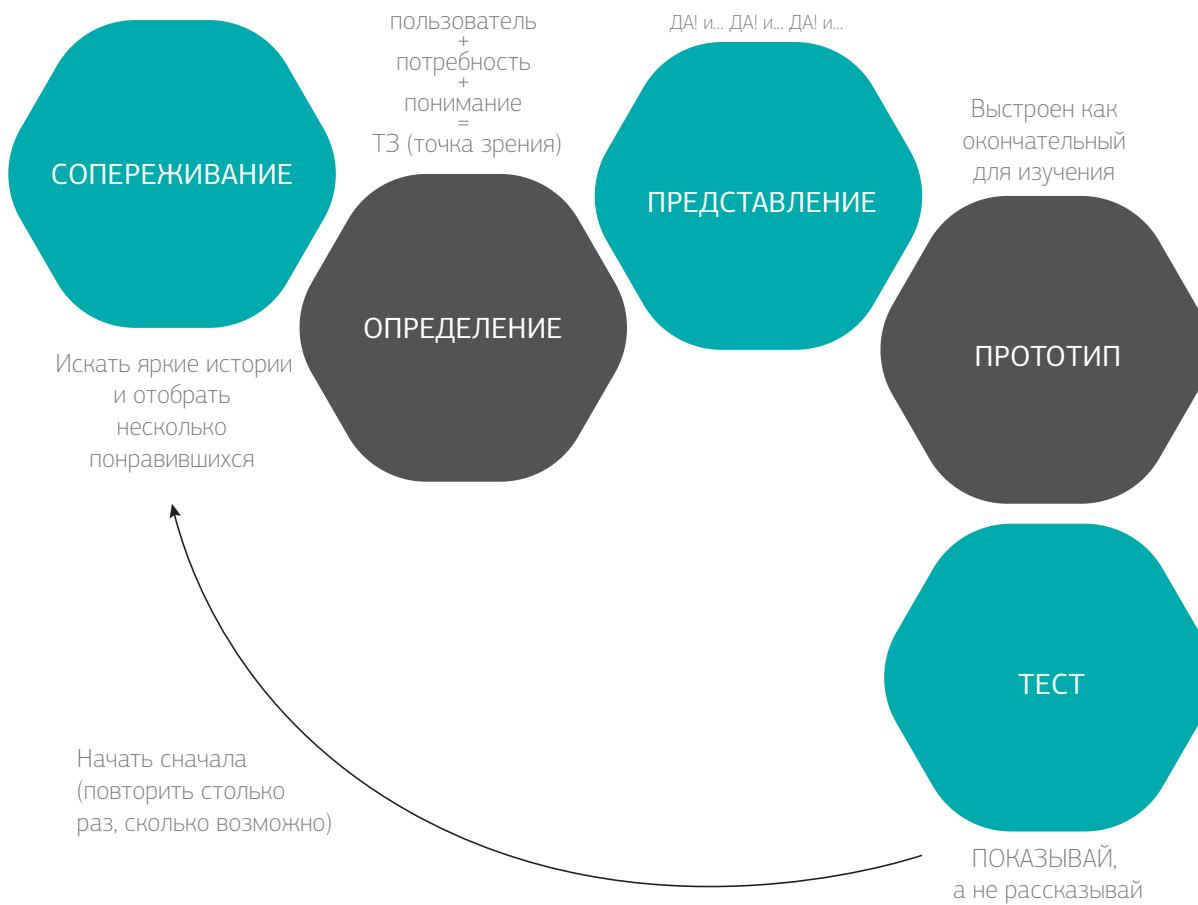 СОПЕРЕЖИВАНИЕ
Искать яркие истории
и отобрать
несколько
понравившихся
пользователь
+
потребность
+
понимание
=
ТЗ (точка зрения)
ОПРЕДЕЛЕНИЕ
ДА! и... ДА! и... ДА! и...
ПРЕДСТАВЛЕНИЕ
Выстроен как
окончательный
для изучения
ПРОТОТИП
ТЕСТ
ПОКАЗЫВАЙ,
а не рассказывай
Начать сначала
(повторить столько
раз, сколько возможно)